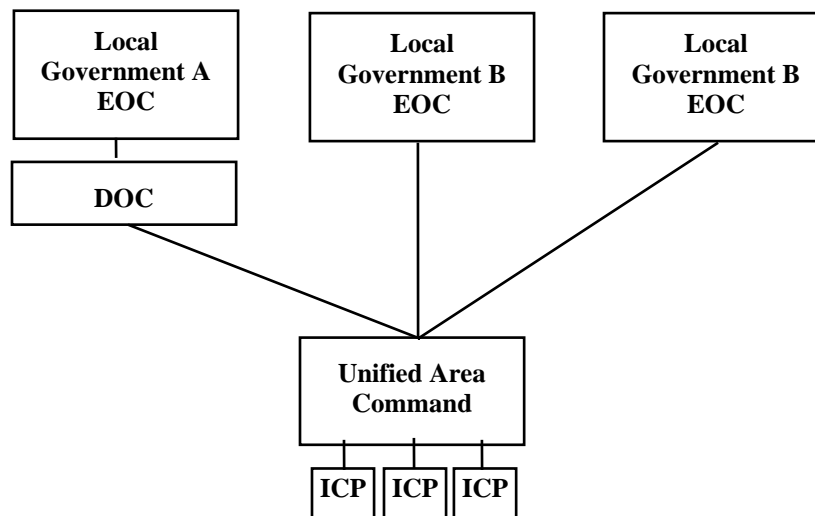 Local
Government A
EOC
Local
Government B
EOC
Local
Government B
EOC
DOC
Unified Area
Command
ICP
ICP
ICP